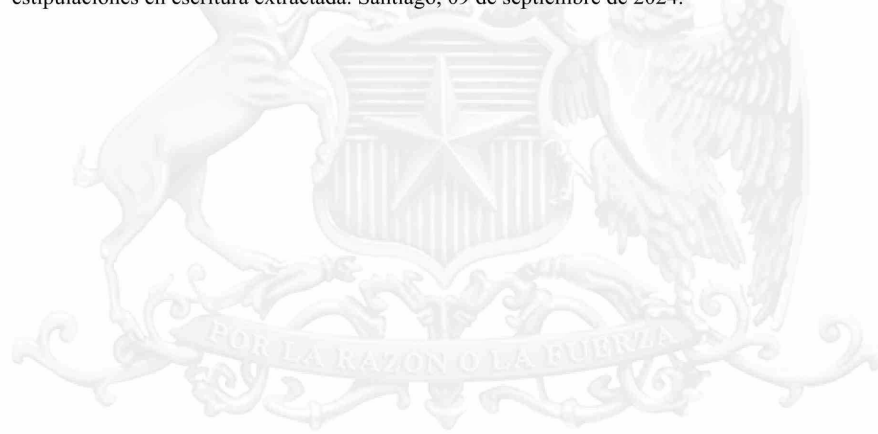 estipulaciones en escritura extractada. Santiago, 09 de septiembre de 2024.
POR LA RAZON O LA FUERZA